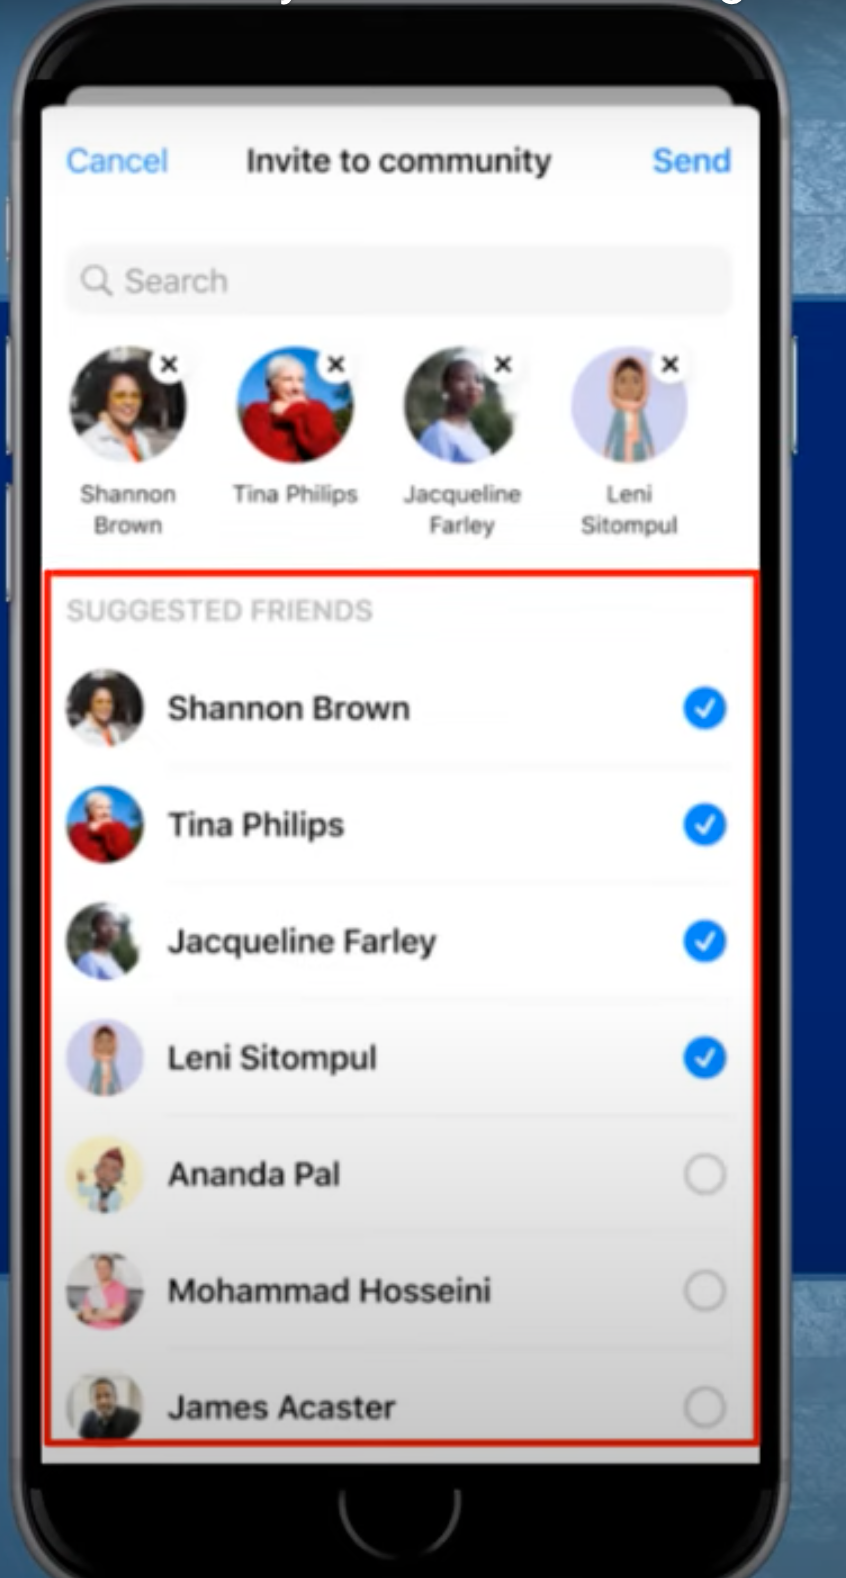 Cancel Invite to community Send
Search
Shannon Brown
Tina Philips
Jacqueline Farley
Leni Sitompul
SUGGESTED FRIENDS
Shannon Brown
Tina Philips
Jacqueline Farley
Leni Sitompul
Ananda Pal
Mohammad Hosseini
James Acaster